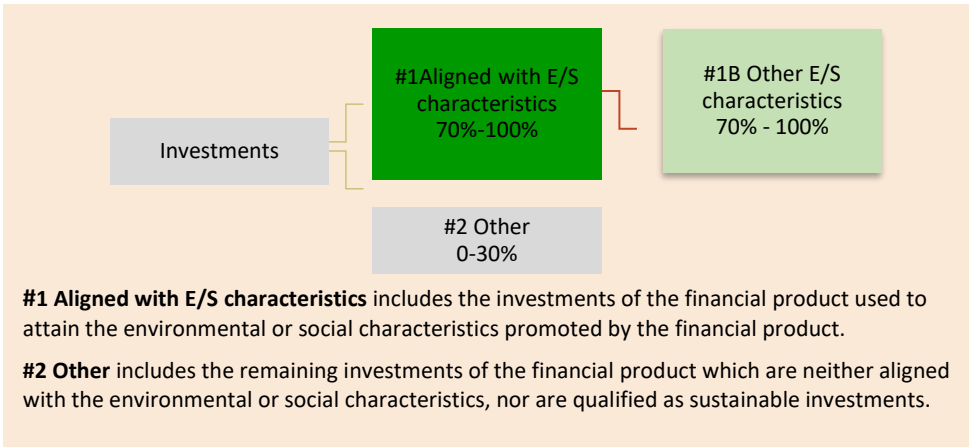 #1Aligned with E/S
characteristics
70%-100%
#1B Other E/S
characteristics
70% - 100%
Investments
#2 Other
0-30%
#1 Aligned with E/S characteristics includes the investments of the financial product used to
attain the environmental or social characteristics promoted by the financial product.
#2 Other includes the remaining investments of the financial product which are neither aligned
with the environmental or social characteristics, nor are qualified as sustainable investments.